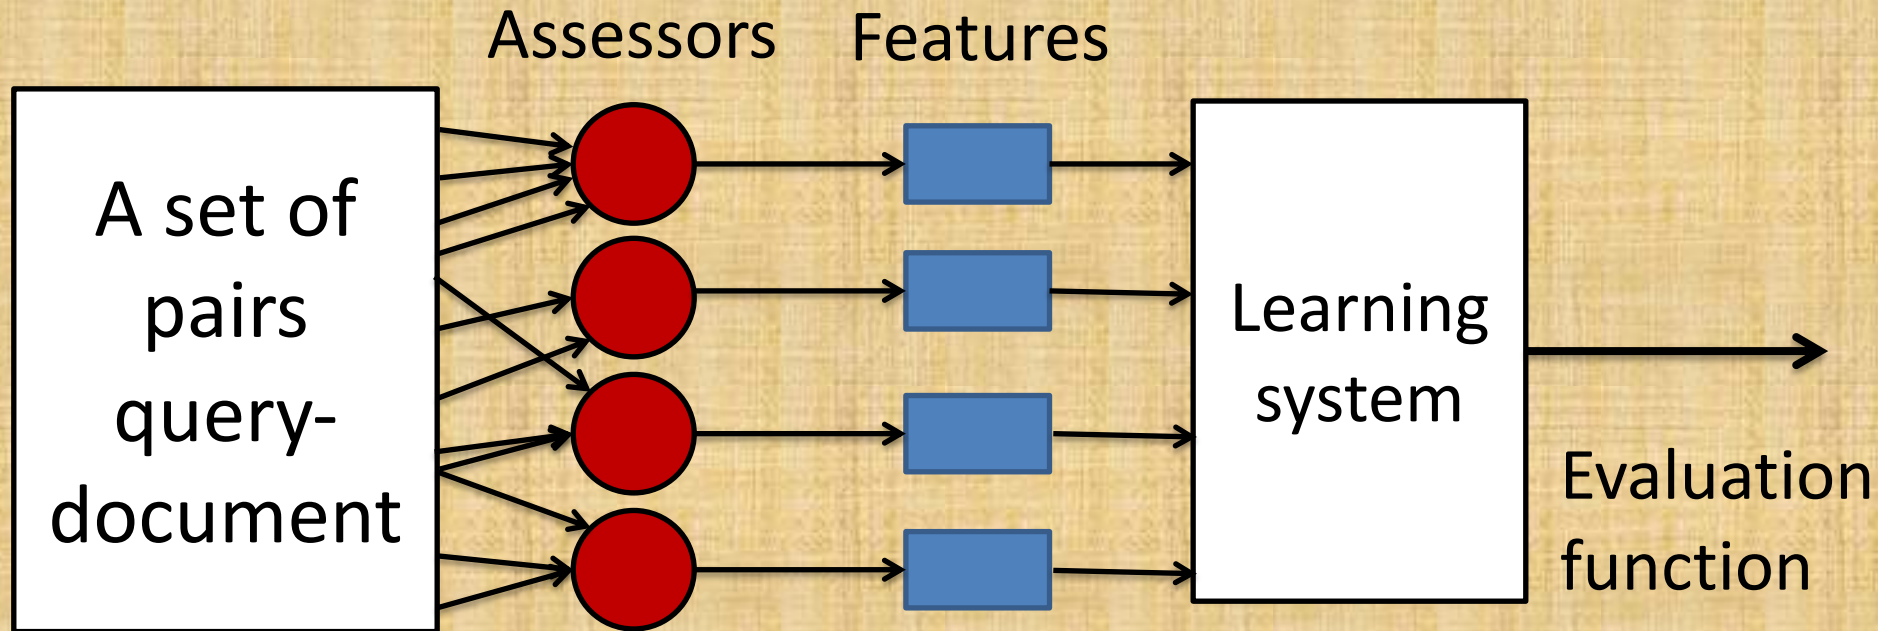 Assessors
Features
A set of
pairs
query-
document
Learning
system
Evaluation
function